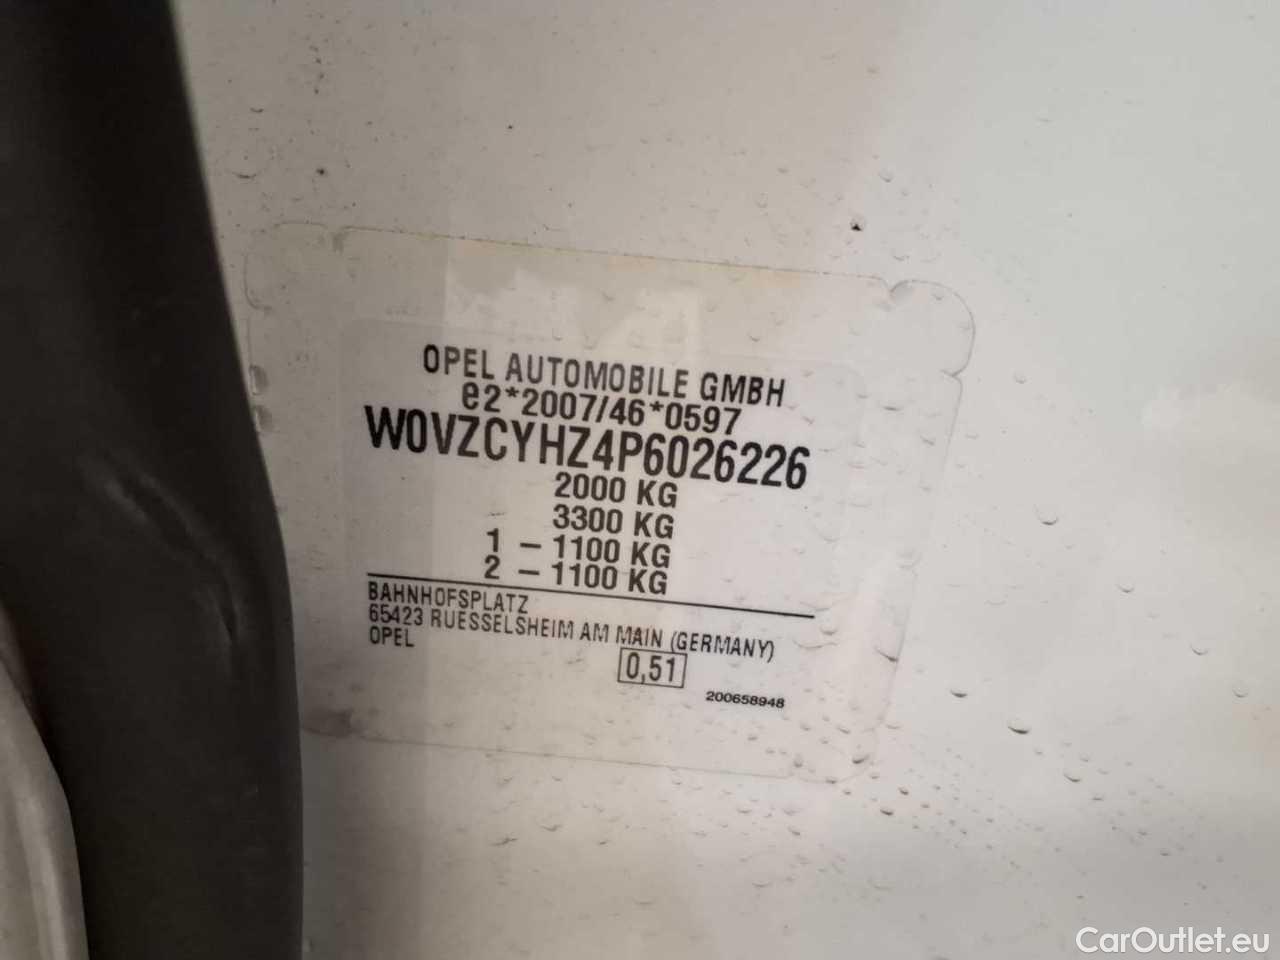 OPEL AUTOMOBILE GMBH
e2*2007/46*0597
W0VZCYHZ4P6026226
2000 KG
3300 KG
1 – 1100 KG
2 – 1100 KG
BAHNHOFSPLATZ
65423 RUESSELSHEIM AM MAIN (GERMANY)
OPEL
0,51
200658948
CarOutlet.eu